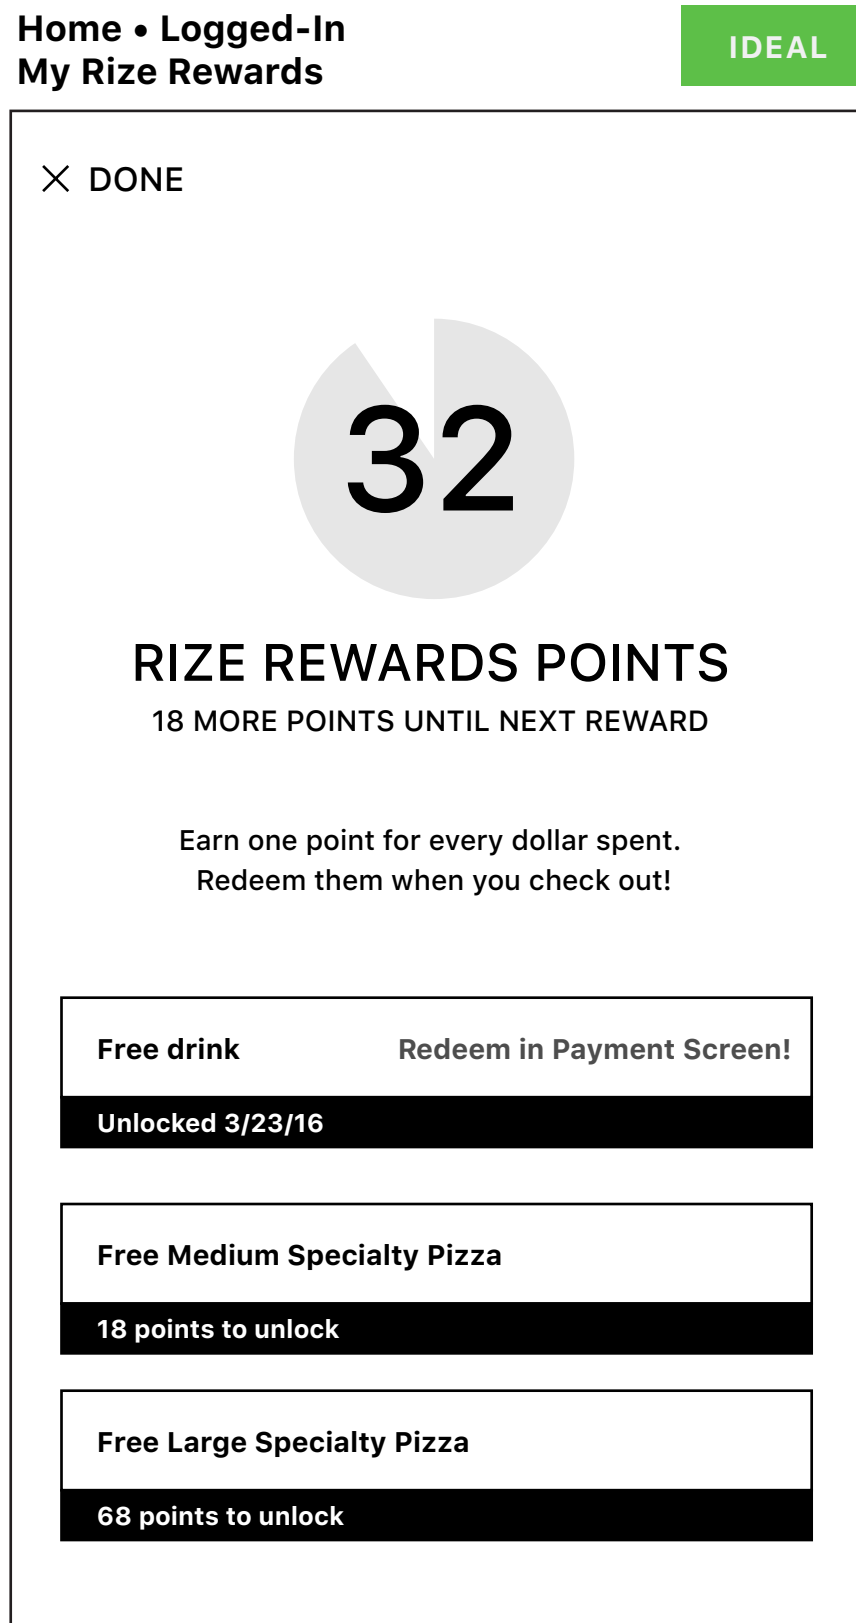 Home • Logged-In
My Rize Rewards
IDEAL
DONE
32
RIZE REWARDS POINTS
18 MORE POINTS UNTIL NEXT REWARD
Earn one point for every dollar spent.
Redeem them when you check out!
Free drink
Redeem in Payment Screen!
Unlocked 3/23/16
Free Medium Specialty Pizza
18 points to unlock
Free Large Specialty Pizza
68 points to unlock